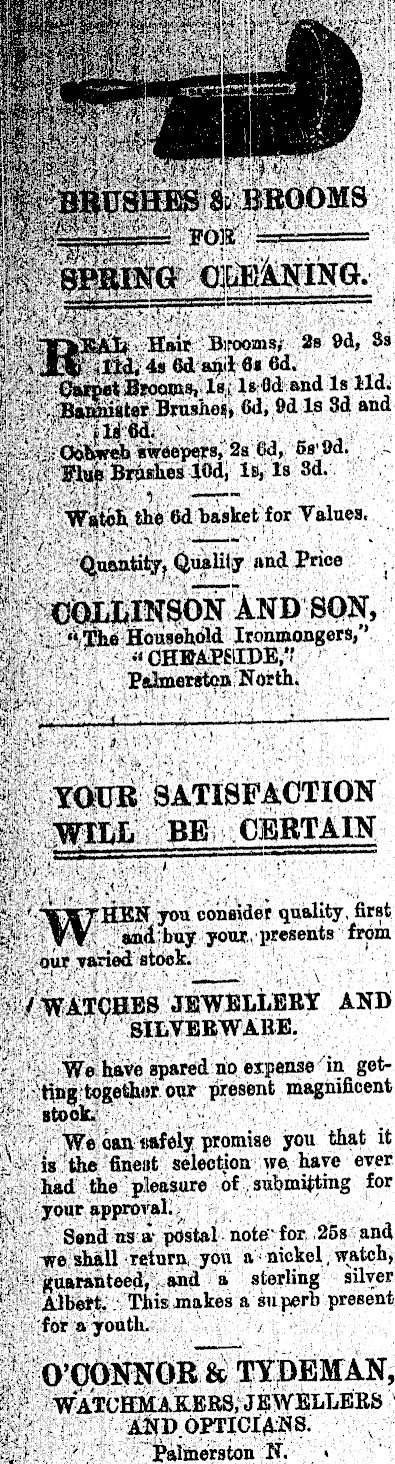 BRUSHES & BROOMS
FOR
SPRING CLEANING.
REAL Hair Brooms, 2s 9d, 3s
11d, 4s 6d and 6s 6d.
Carpet Brooms, 1s, 1s 6d and 1s 11d.
Bannister Brushes, 6d, 9d 1s 3d and
1s 6d.
Cobweb sweepers, 2s 6d, 5s 9d.
Flue Brushes 10d, 1s, 1s 3d.
Watch the 6d basket for Values.
Quantity, Quality and Price
COLLINSON AND SON,
"The Household Ironmongers,"
"CHEAPSIDE,"
Palmerston North.
YOUR SATISFACTION
WILL BE CERTAIN
WHEN you consider quality first
and buy your presents from
our varied stock.
WATCHES JEWELLERY AND
SILVERWARE.
We have spared no expense in get-
ting together our present magnificent
stock.
We can safely promise you that it
is the finest selection we have ever
had the pleasure of submitting for
your approval.
Send us a postal note for 25s and
we shall return you a nickel watch,
guaranteed, and a sterling silver
Albert. This makes a superb present
for a youth.
O'CONNOR & TYDEMAN,
WATCHMAKERS, JEWELLERS
AND OPTICIANS.
Palmerston N.